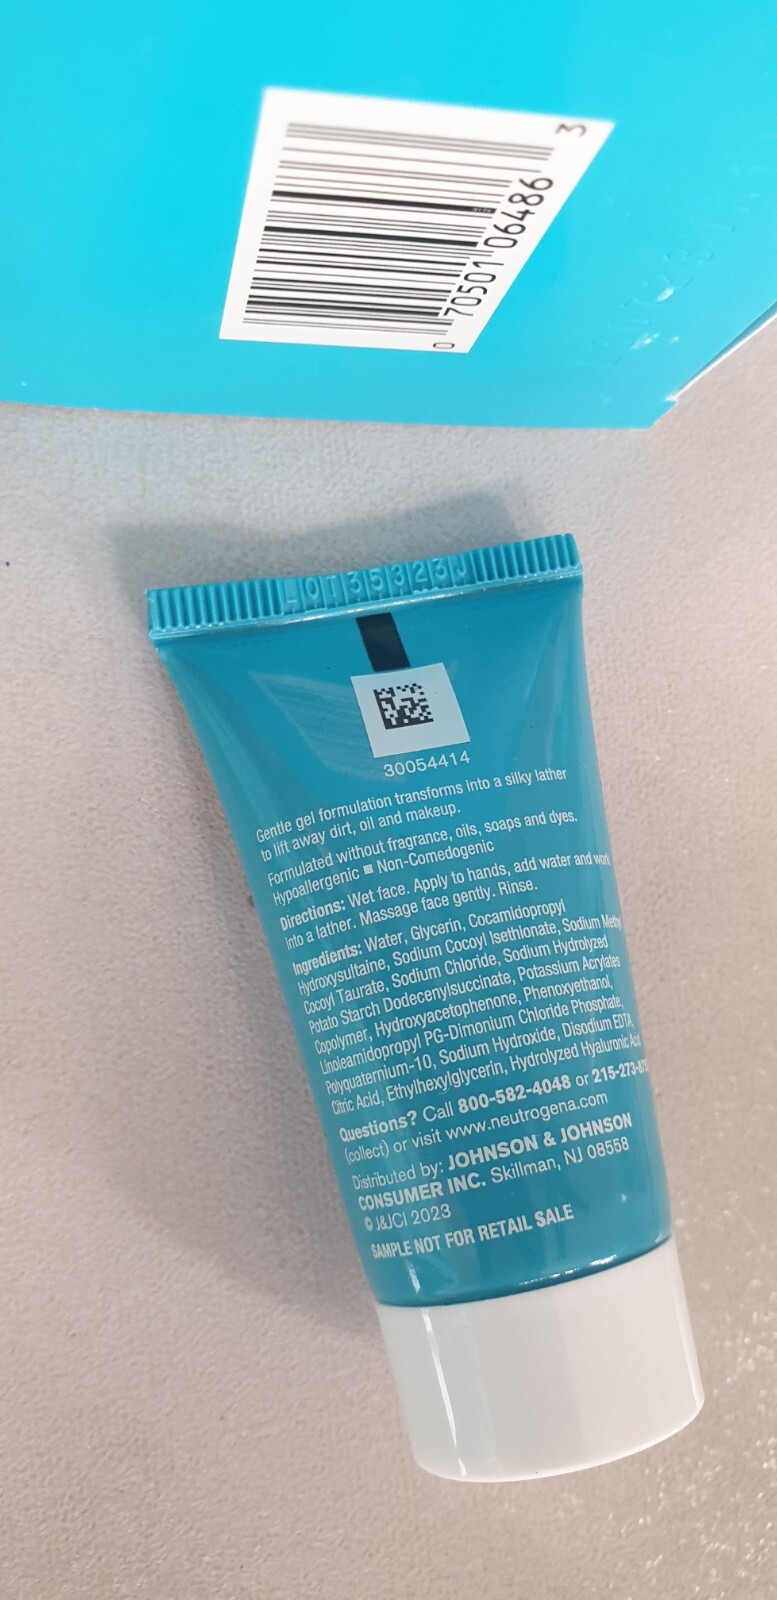 0 70501 06486 3
LOT35323J
30054414
Gentle gel formulation transforms into a silky lather
to lift away dirt, oil and makeup.
Formulated without fragrance, oils, soaps and dyes.
Hypoallergenic ■ Non-Comedogenic
Directions: Wet face. Apply to hands, add water and work
into a lather. Massage face gently. Rinse.
Ingredients: Water, Glycerin, Cocamidopropyl
Hydroxysultaine, Sodium Cocoyl Isethionate, Sodium Methyl
Cocoyl Taurate, Sodium Chloride, Sodium Hydrolyzed
Potato Starch Dodecenylsuccinate, Potassium Acrylates
Copolymer, Hydroxyacetophenone, Phenoxyethanol,
Linoleamidopropyl PG-Dimonium Chloride Phosphate,
Polyquaternium-10, Sodium Hydroxide, Disodium EDTA,
Citric Acid, Ethylhexylglycerin, Hydrolyzed Hyaluronic Acid
Questions? Call 800-582-4048 or
(collect) or visit www.neutrogena.com
Distributed by: JOHNSON & JOHNSON
CONSUMER INC. Skillman, NJ 08558
© J&JCI 2023
SAMPLE NOT FOR RETAIL SALE